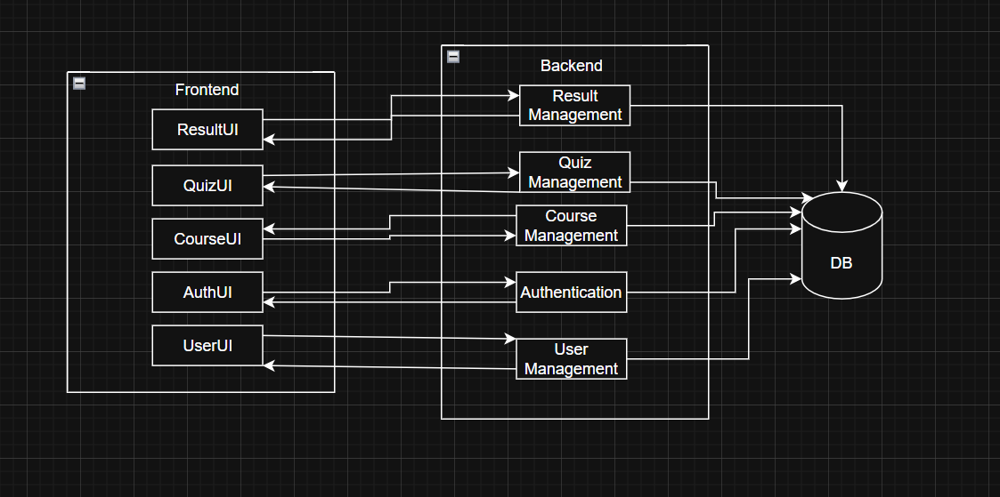 Frontend
ResultUI
QuizUI
CourseUI
AuthUI
UserUI
Backend
Result
Management
Quiz
Management
Course
Management
Authentication
User
Management
DB